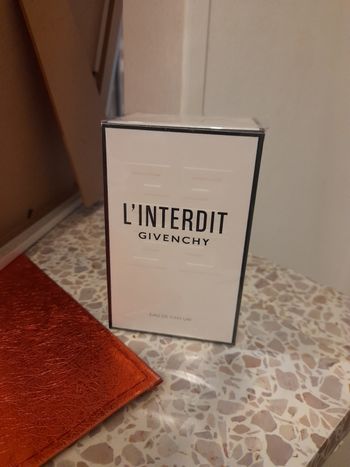 L'INTERDIT
GIVENCHY
EAU DE PARFUM